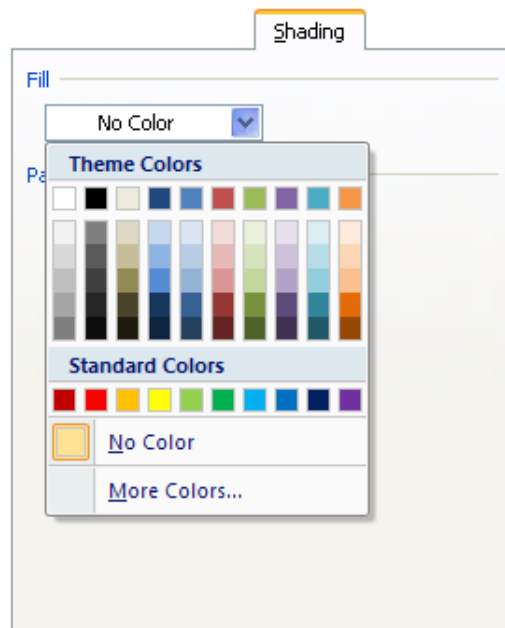 Shading
Fill
No Color
Theme Colors
Pa
Standard Colors
No Color
More Colors...